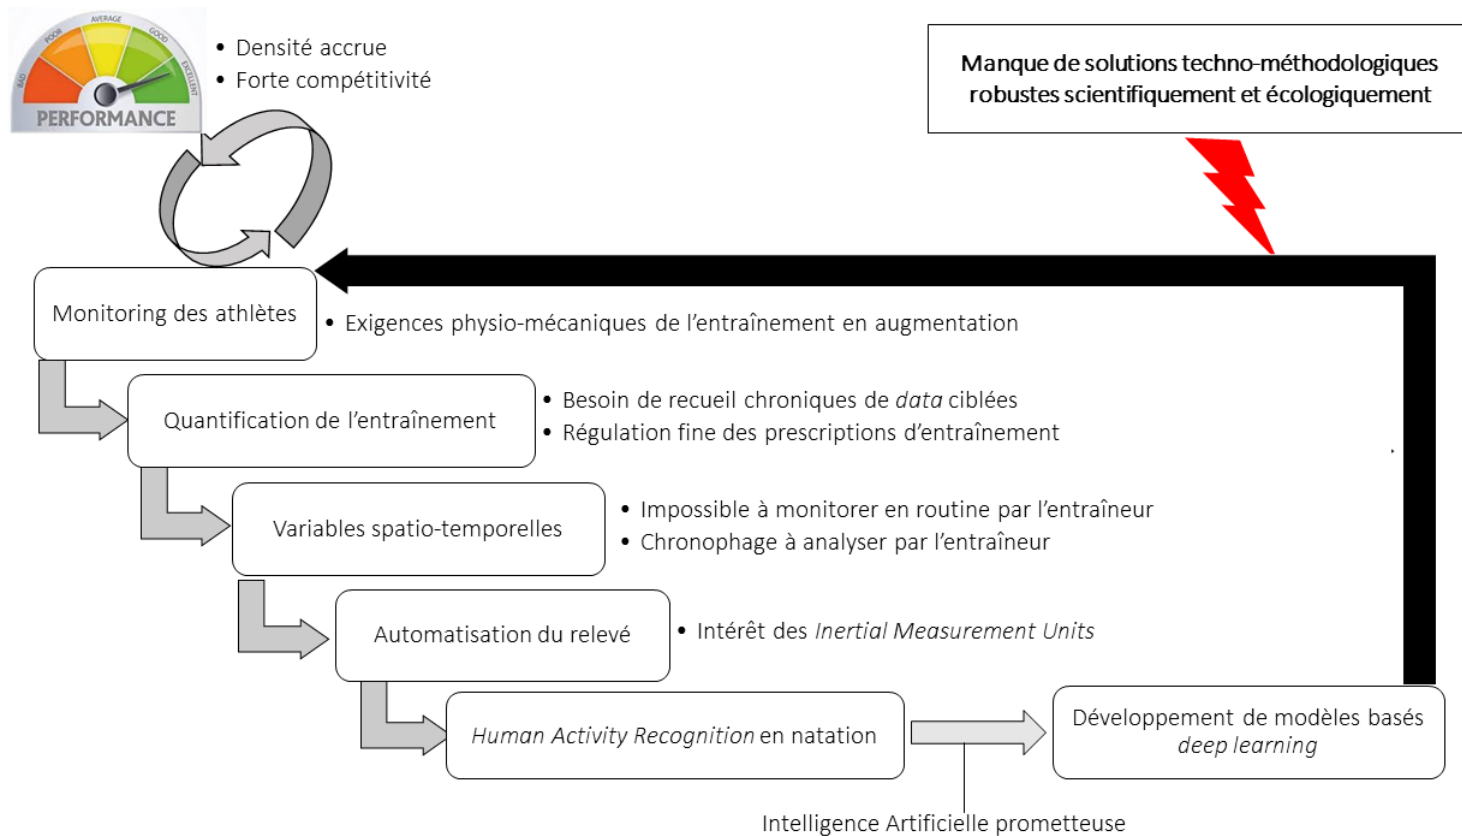 BAD
POOR
AVERAGE
GOOD
EXCELLENT
PERFORMANCE
• Densité accrue
• Forte compétitivité
Manque de solutions techno-méthodologiques
robustes scientifiquement et écologiquement
Monitoring des athlètes
• Exigences physio-mécaniques de l’entraînement en augmentation
Quantification de l’entraînement
• Besoin de recueil chroniques de data ciblées
• Régulation fine des prescriptions d’entraînement
Variables spatio-temporelles
• Impossible à monitorer en routine par l’entraîneur
• Chronophage à analyser par l’entraîneur
Automatisation du relevé
• Intérêt des Inertial Measurement Units
Human Activity Recognition en natation
Développement de modèles basés
deep learning
Intelligence Artificielle prometteuse